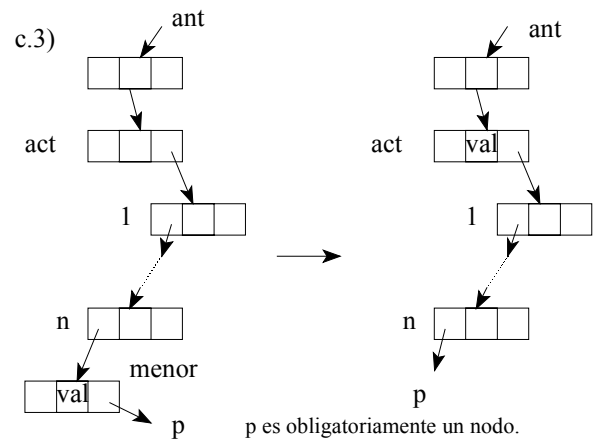 c.3)
ant
act
1
n
menor
val
p
ant
act
val
1
n
p
p es obligatoriamente un nodo.